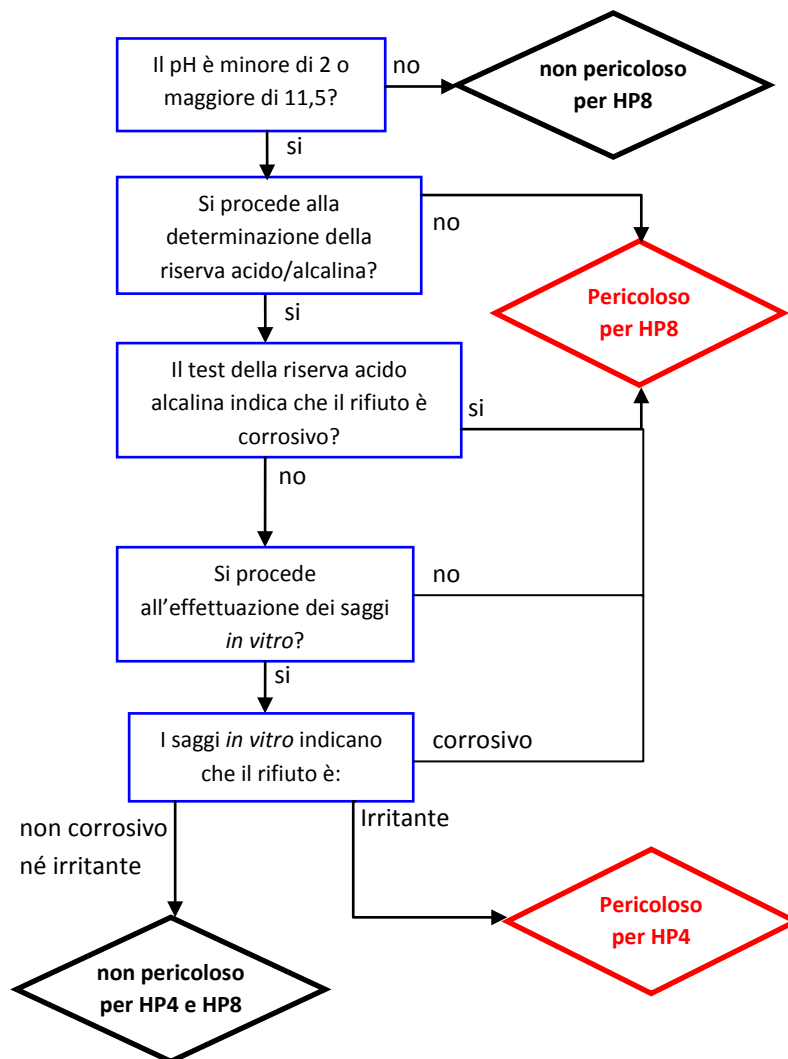 Il pH è minore di 2 o
maggiore di 11,5?
no
non pericoloso
per HP8
si
Si procede alla
determinazione della
riserva acido/alcalina?
no
Pericoloso
per HP8
si
Il test della riserva acido
alcalina indica che il rifiuto è
corrosivo?
si
no
Si procede
all’effettuazione dei saggi
in vitro?
no
si
I saggi in vitro indicano
che il rifiuto è:
corrosivo
non corrosivo
né irritante
Irritante
Pericoloso
per HP4
non pericoloso
per HP4 e HP8